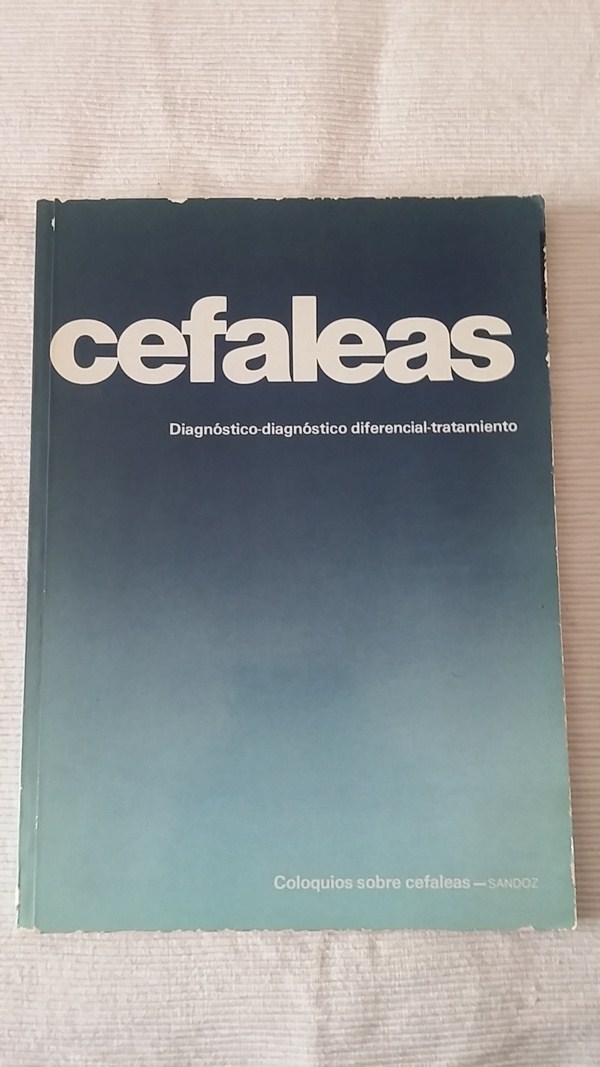 cefaleas
Diagnóstico-diagnóstico diferencial-tratamiento
Coloquios sobre cefaleas — SANDOZ